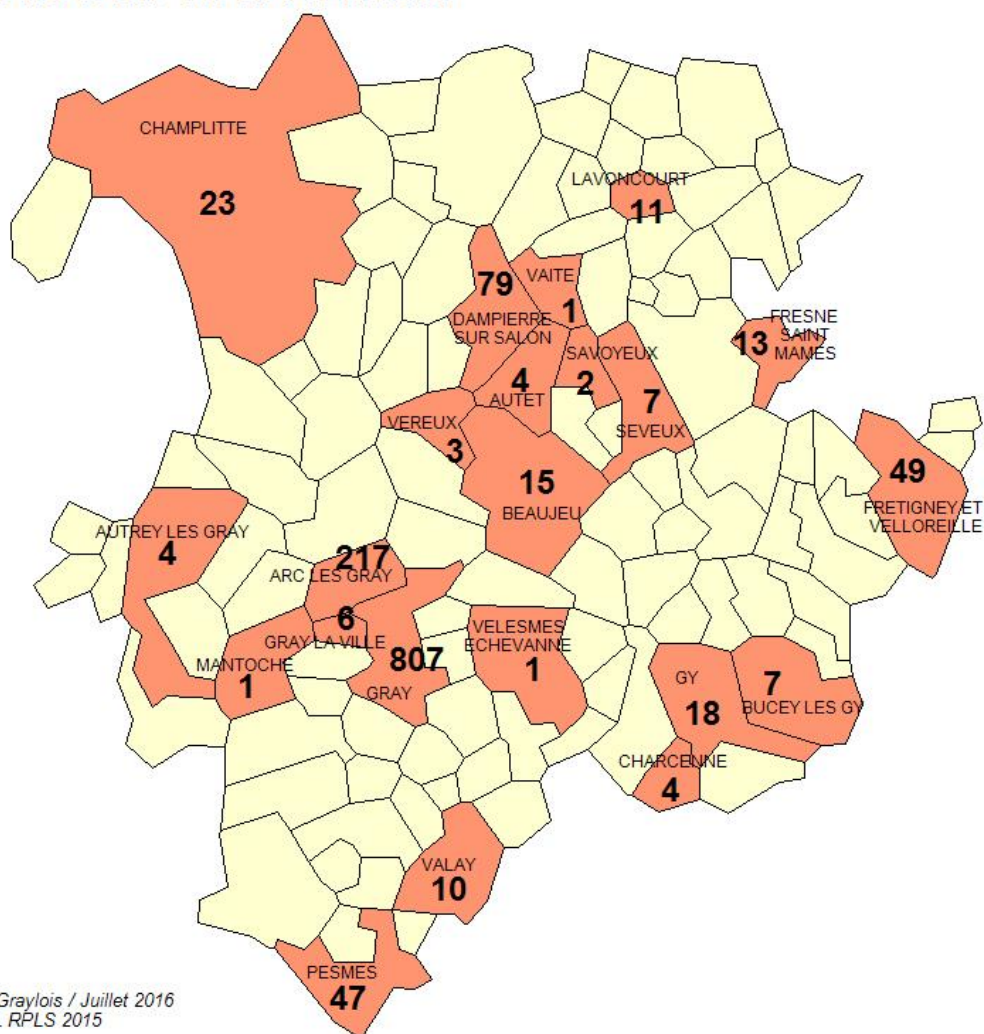 CHAMPLITTE
23
LAVONCOURT
11
79
VAITE
1
DAMPIERRE
SUR SALON
FRESNE
SAINT
MAMES
13
SAVOYEUX
2
4
AUTET
7
SEVEUX
VEREUX
3
15
BEAUJEU
49
FRETIGNEY ET
VELLOREILLE
AUTREY LES GRAY
4
217
ARC LES GRAY
6
GRAY LA VILLE
VELESMES
ECHEVANNE
1
807
GRAY
MANTOCHE
1
GY
18
7
BUCEY LES GY
CHARCENNE
4
VALAY
10
PESMES
47
Graylois / Juillet 2016
RPLS 2015